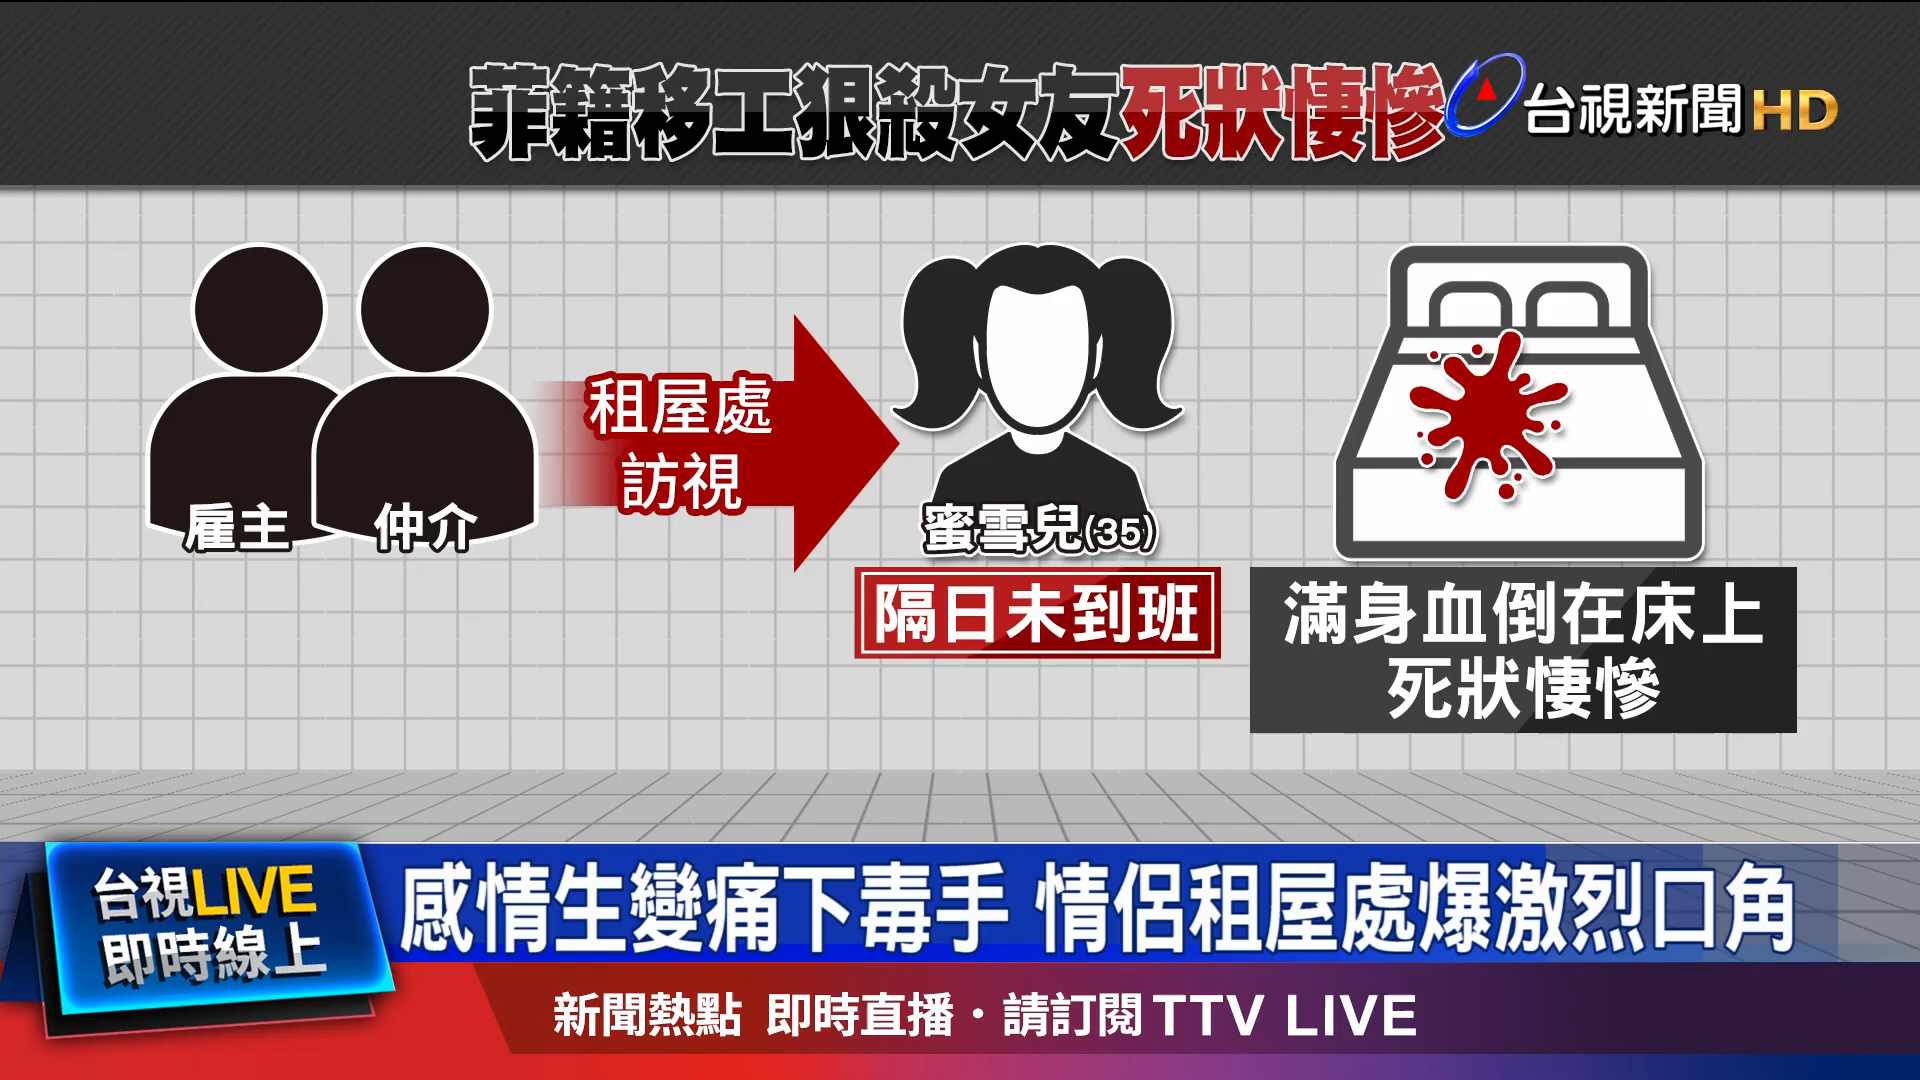 菲籍移工狠殺女友死狀悽慘
台視新聞HD
租屋處
訪視
雇主
仲介
蜜雪兒(35)
隔日未到班
滿身血倒在床上
死狀悽慘
台視LIVE
即時線上
感情生變痛下毒手 情侶租屋處爆激烈口角
新聞熱點 即時直播・請訂閱TTV LIVE